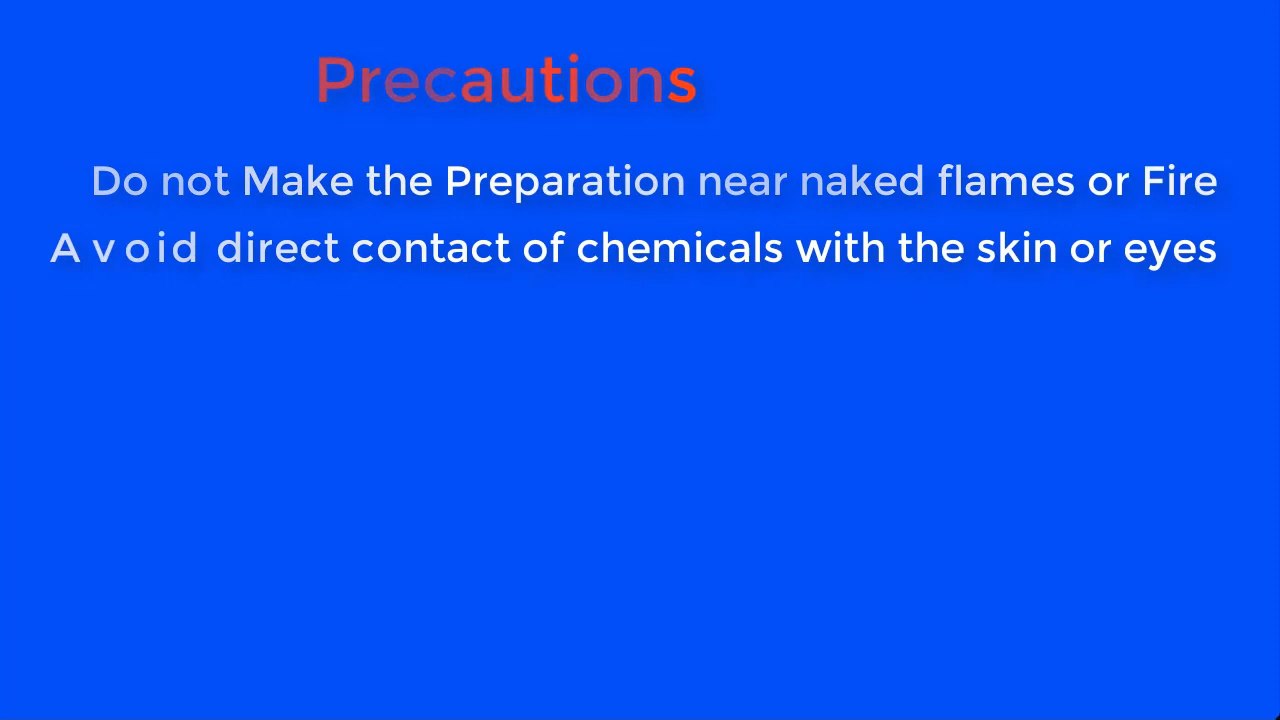 Precautions
Do not Make the Preparation near naked flames or Fire
Avoid direct contact of chemicals with the skin or eyes